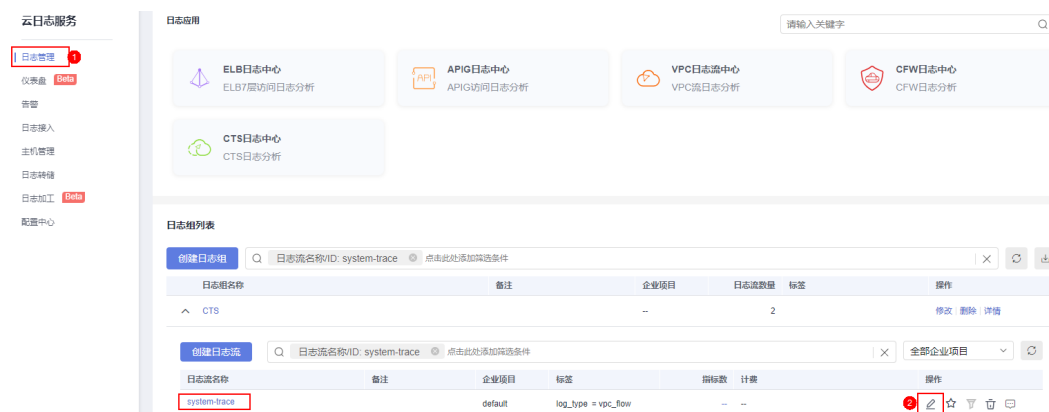 云日志服务
日志应用
请输入关键字
日志管理 1
仪表盘 Beta
告警
日志接入
主机管理
日志转储
日志加工 Beta
配置中心
ELB日志中心
ELB7层访问日志分析
API
APIG日志中心
APIG访问日志分析
VPC日志流中心
VPC流日志分析
CFW日志中心
CFW日志分析
CTS日志中心
CTS日志分析
日志组列表
创建日志组 日志流名称/ID: system-trace 点击此处添加筛选条件
日志组名称 备注 企业项目 日志流数量 标签 操作
CTS -- 2 修改 删除 详情
创建日志流 日志流名称/ID: system-trace 点击此处添加筛选条件 全部企业项目
日志流名称 备注 企业项目 标签 指标数 计费 操作
system-trace default log_type = vpc_flow -- -- 2